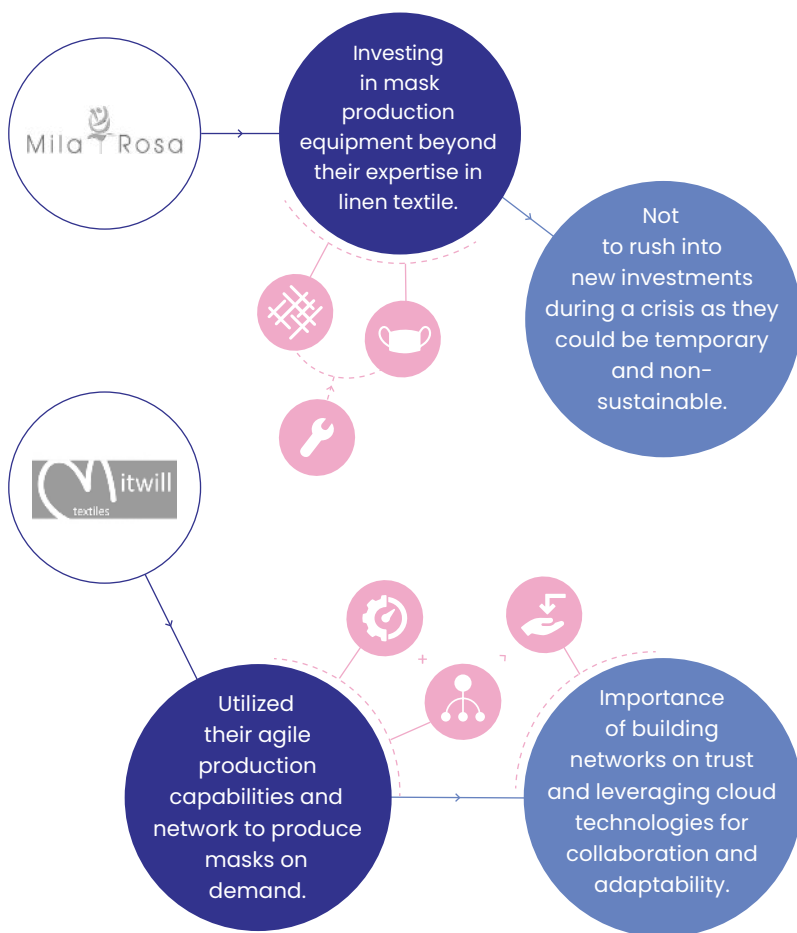 Mila Rosa
Investing
in mask
production
equipment beyond
their expertise in
linen textile.
Not
to rush into
new investments
during a crisis as they
could be temporary
and non-
sustainable.
Mitwill
textiles
Utilized
their agile
production
capabilities and
network to produce
masks on
demand.
Importance
of building
networks on trust
and leveraging cloud
technologies for
collaboration and
adaptability.